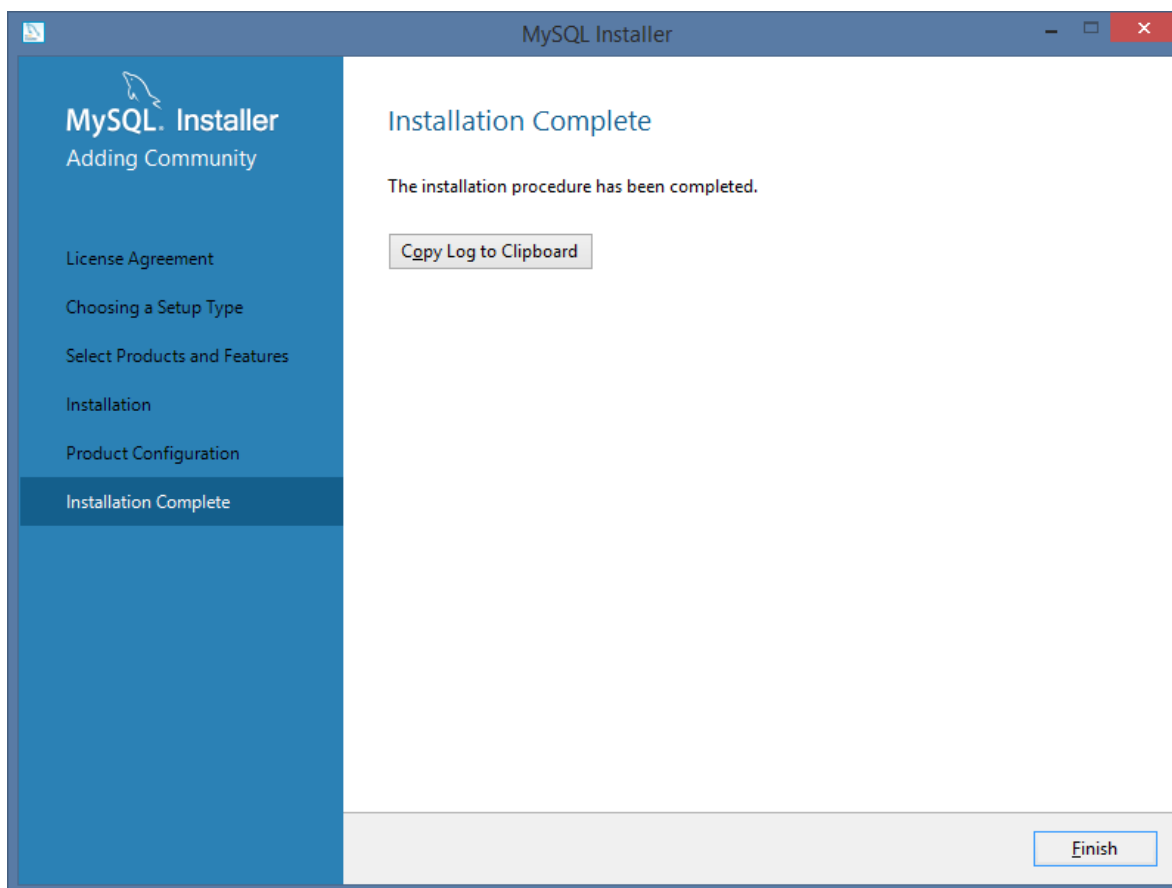 MySQL Installer
MySQL. Installer
Adding Community
License Agreement
Choosing a Setup Type
Select Products and Features
Installation
Product Configuration
Installation Complete
Installation Complete
The installation procedure has been completed.
Copy Log to Clipboard
Finish